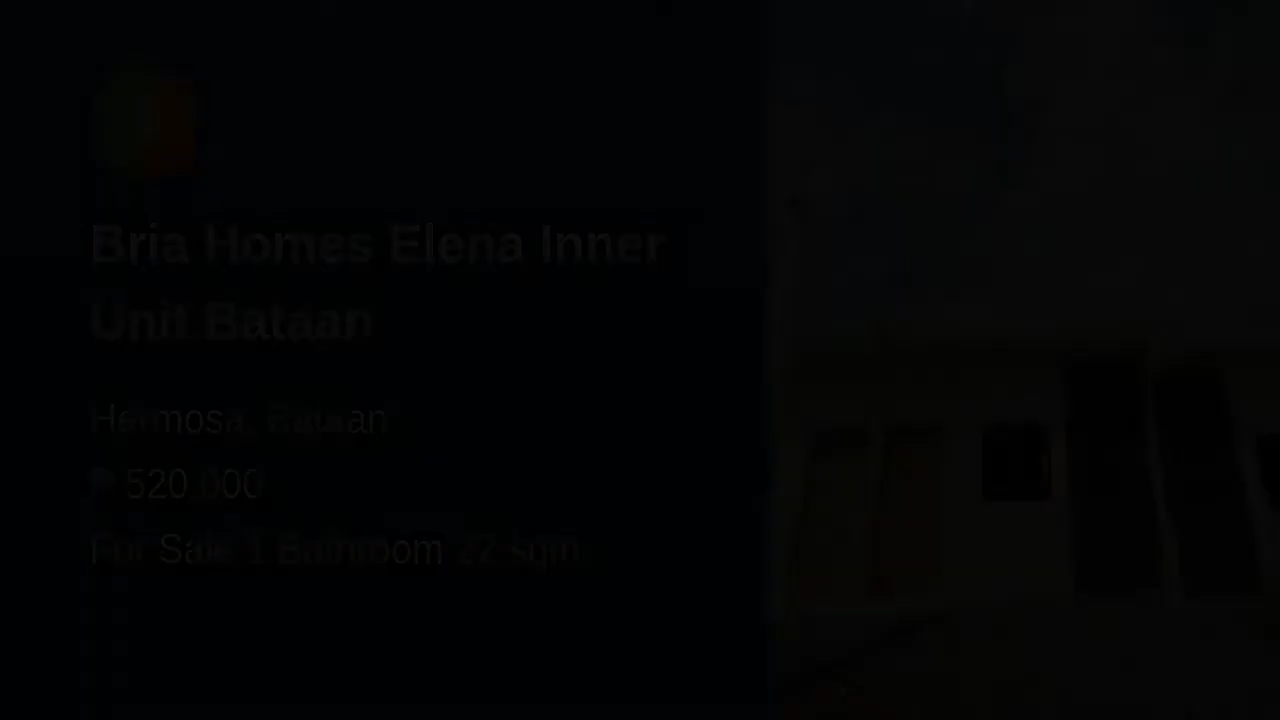 Bria Homes Elena Inner
Unit Bataan
Hermosa, Bataan
₱ 520 000
For Sale 1 Bathroom 22 sqm